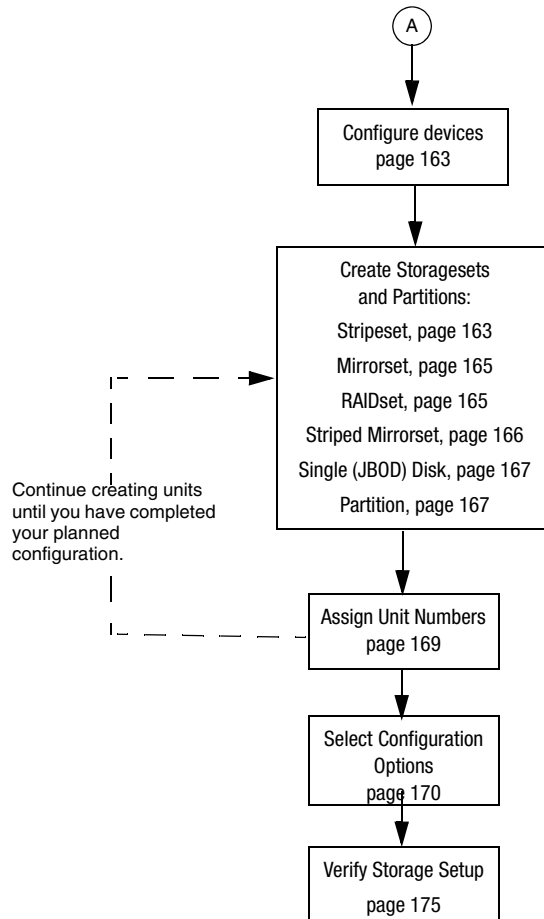 A
Configure devices
page 163
Create Storagesets
and Partitions:
Stripeset, page 163
Mirrorset, page 165
RAIDset, page 165
Striped Mirrorset, page 166
Single (JBOD) Disk, page 167
Partition, page 167
Continue creating units
until you have completed
your planned
configuration.
Assign Unit Numbers
page 169
Select Configuration
Options
page 170
Verify Storage Setup
page 175